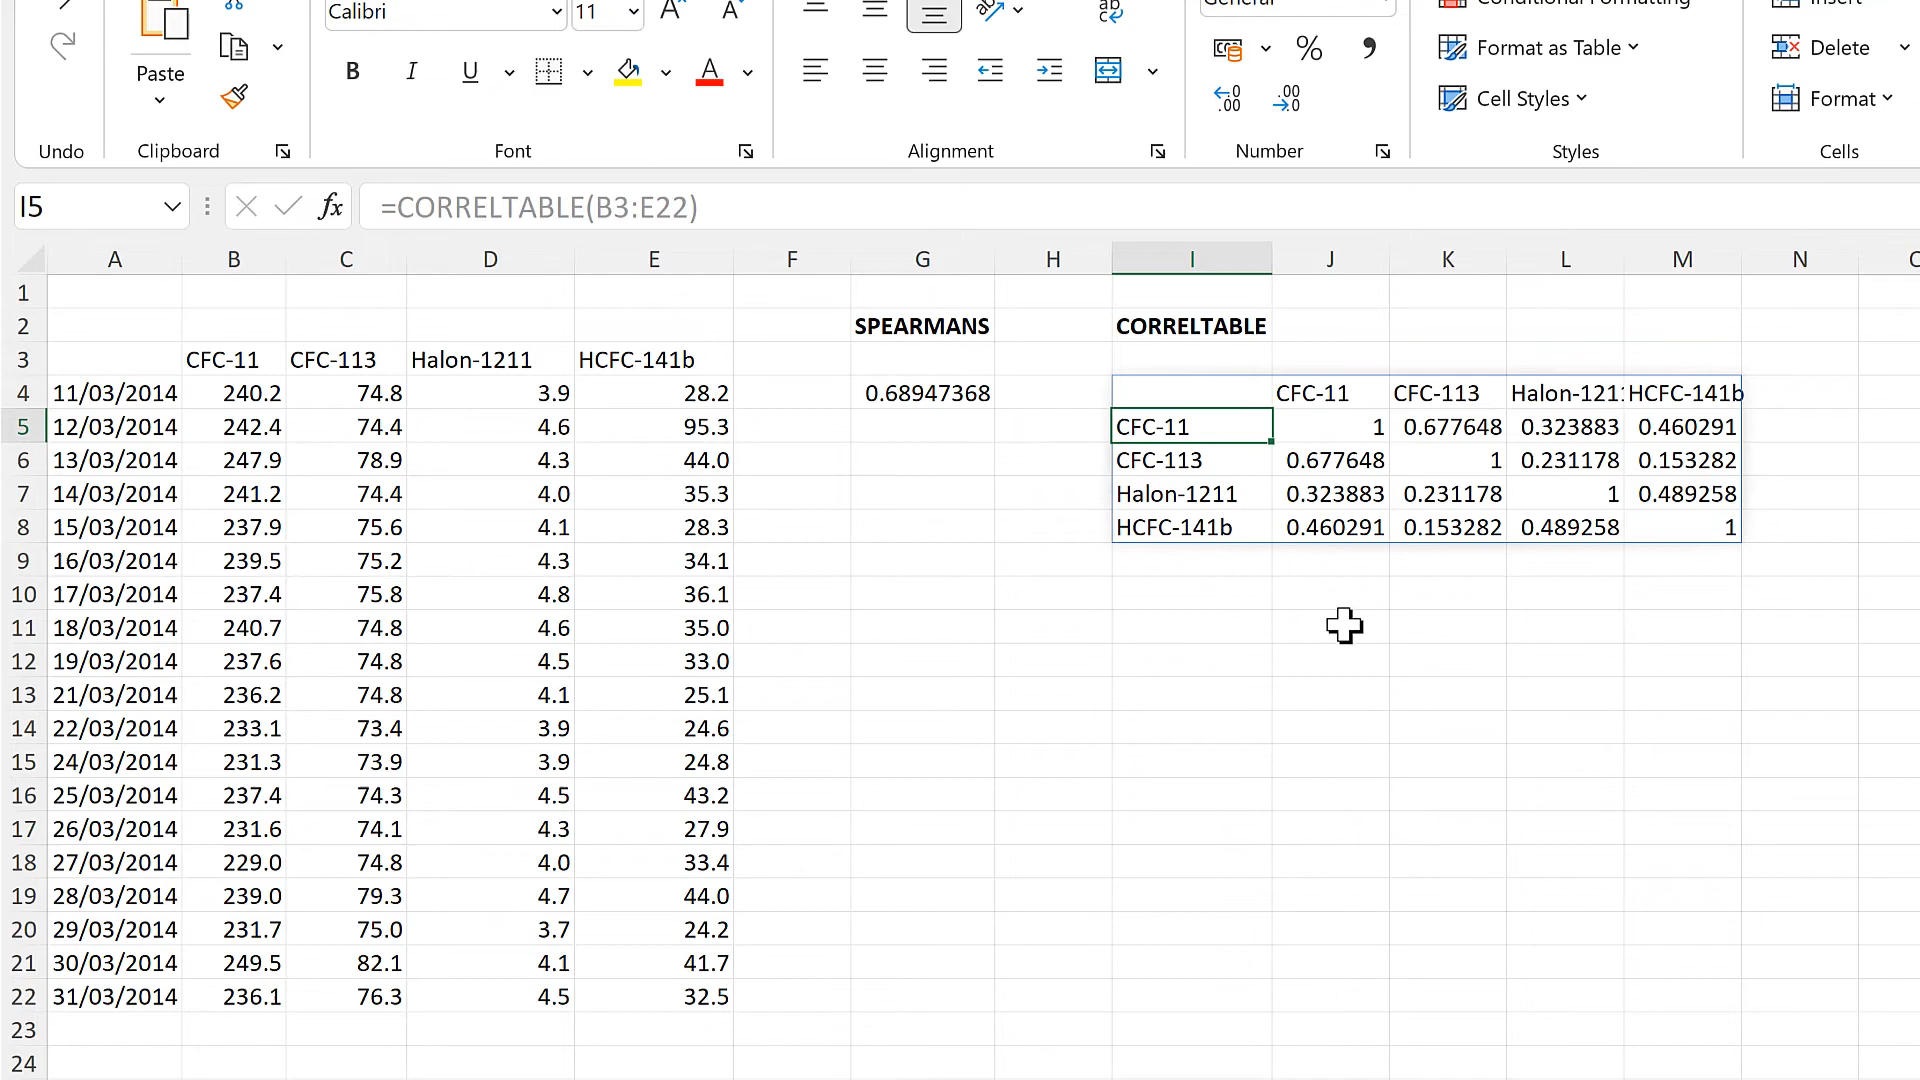 Calibri
11
General
Conditional Formatting
Insert
Paste
B I U
A
ab
%
Format as Table
Delete
Cell Styles
Format
Undo
Clipboard
Font
Alignment
Number
Styles
Cells
I5
fx
=CORRELTABLE(B3:E22)
A B C D E F G H I J K L M N
1
2 SPEARMANS CORRELTABLE
3 CFC-11 CFC-113 Halon-1211 HCFC-141b
4 11/03/2014 240.2 74.8 3.9 28.2 0.68947368 CFC-11 CFC-113 Halon-1211 HCFC-141b
5 12/03/2014 242.4 74.4 4.6 95.3 CFC-11 1 0.677648 0.323883 0.460291
6 13/03/2014 247.9 78.9 4.3 44.0 CFC-113 0.677648 1 0.231178 0.153282
7 14/03/2014 241.2 74.4 4.0 35.3 Halon-1211 0.323883 0.231178 1 0.489258
8 15/03/2014 237.9 75.6 4.1 28.3 HCFC-141b 0.460291 0.153282 0.489258 1
9 16/03/2014 239.5 75.2 4.3 34.1
10 17/03/2014 237.4 75.8 4.8 36.1
11 18/03/2014 240.7 74.8 4.6 35.0
12 19/03/2014 237.6 74.8 4.5 33.0
13 21/03/2014 236.2 74.8 4.1 25.1
14 22/03/2014 233.1 73.4 3.9 24.6
15 24/03/2014 231.3 73.9 3.9 24.8
16 25/03/2014 237.4 74.3 4.5 43.2
17 26/03/2014 231.6 74.1 4.3 27.9
18 27/03/2014 229.0 74.8 4.0 33.4
19 28/03/2014 239.0 79.3 4.7 44.0
20 29/03/2014 231.7 75.0 3.7 24.2
21 30/03/2014 249.5 82.1 4.1 41.7
22 31/03/2014 236.1 76.3 4.5 32.5
23
24